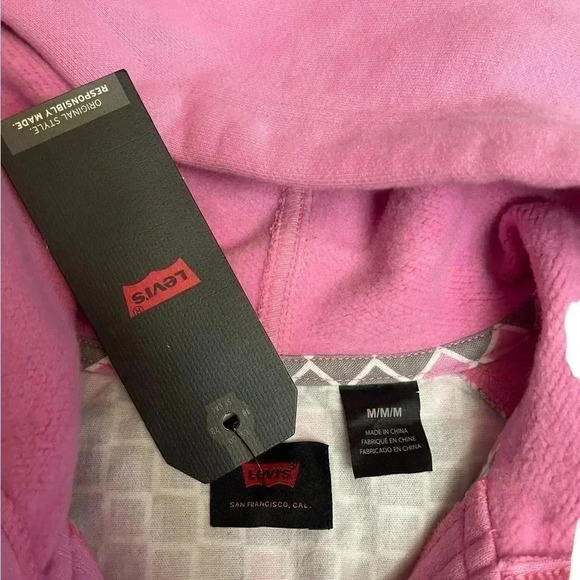 ORIGINAL STYLE.
RESPONSIBLY MADE.
LEVI'S
M/M/M
MADE IN CHINA
FABRIQUÉ EN CHINE
FABRICADO EN CHINA
LEVI'S
SAN FRANCISCO, CAL.